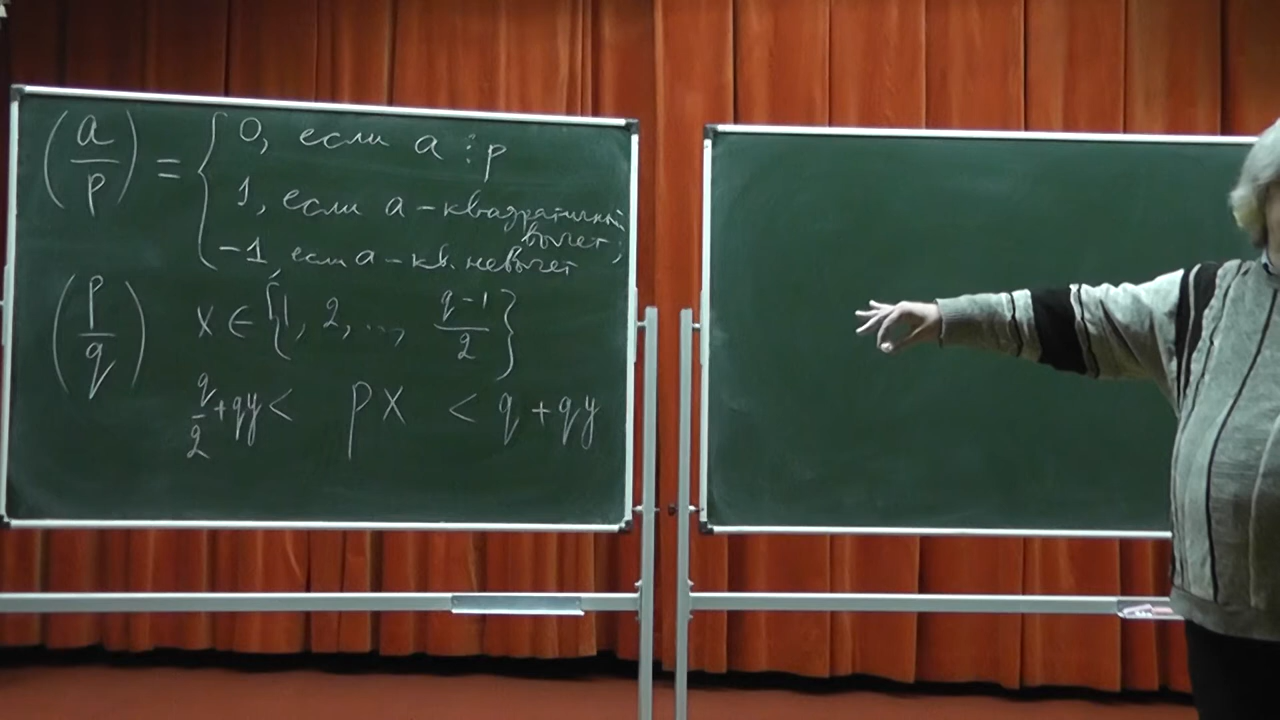 (a/p) = { 0, если a ⋮ p
1, если a – квадратичный
вычет;
-1, если a – кв. невычет
(p/q) x ∈ {1, 2, ..., (q-1)/2}
q/2 + qy < px < q + qy